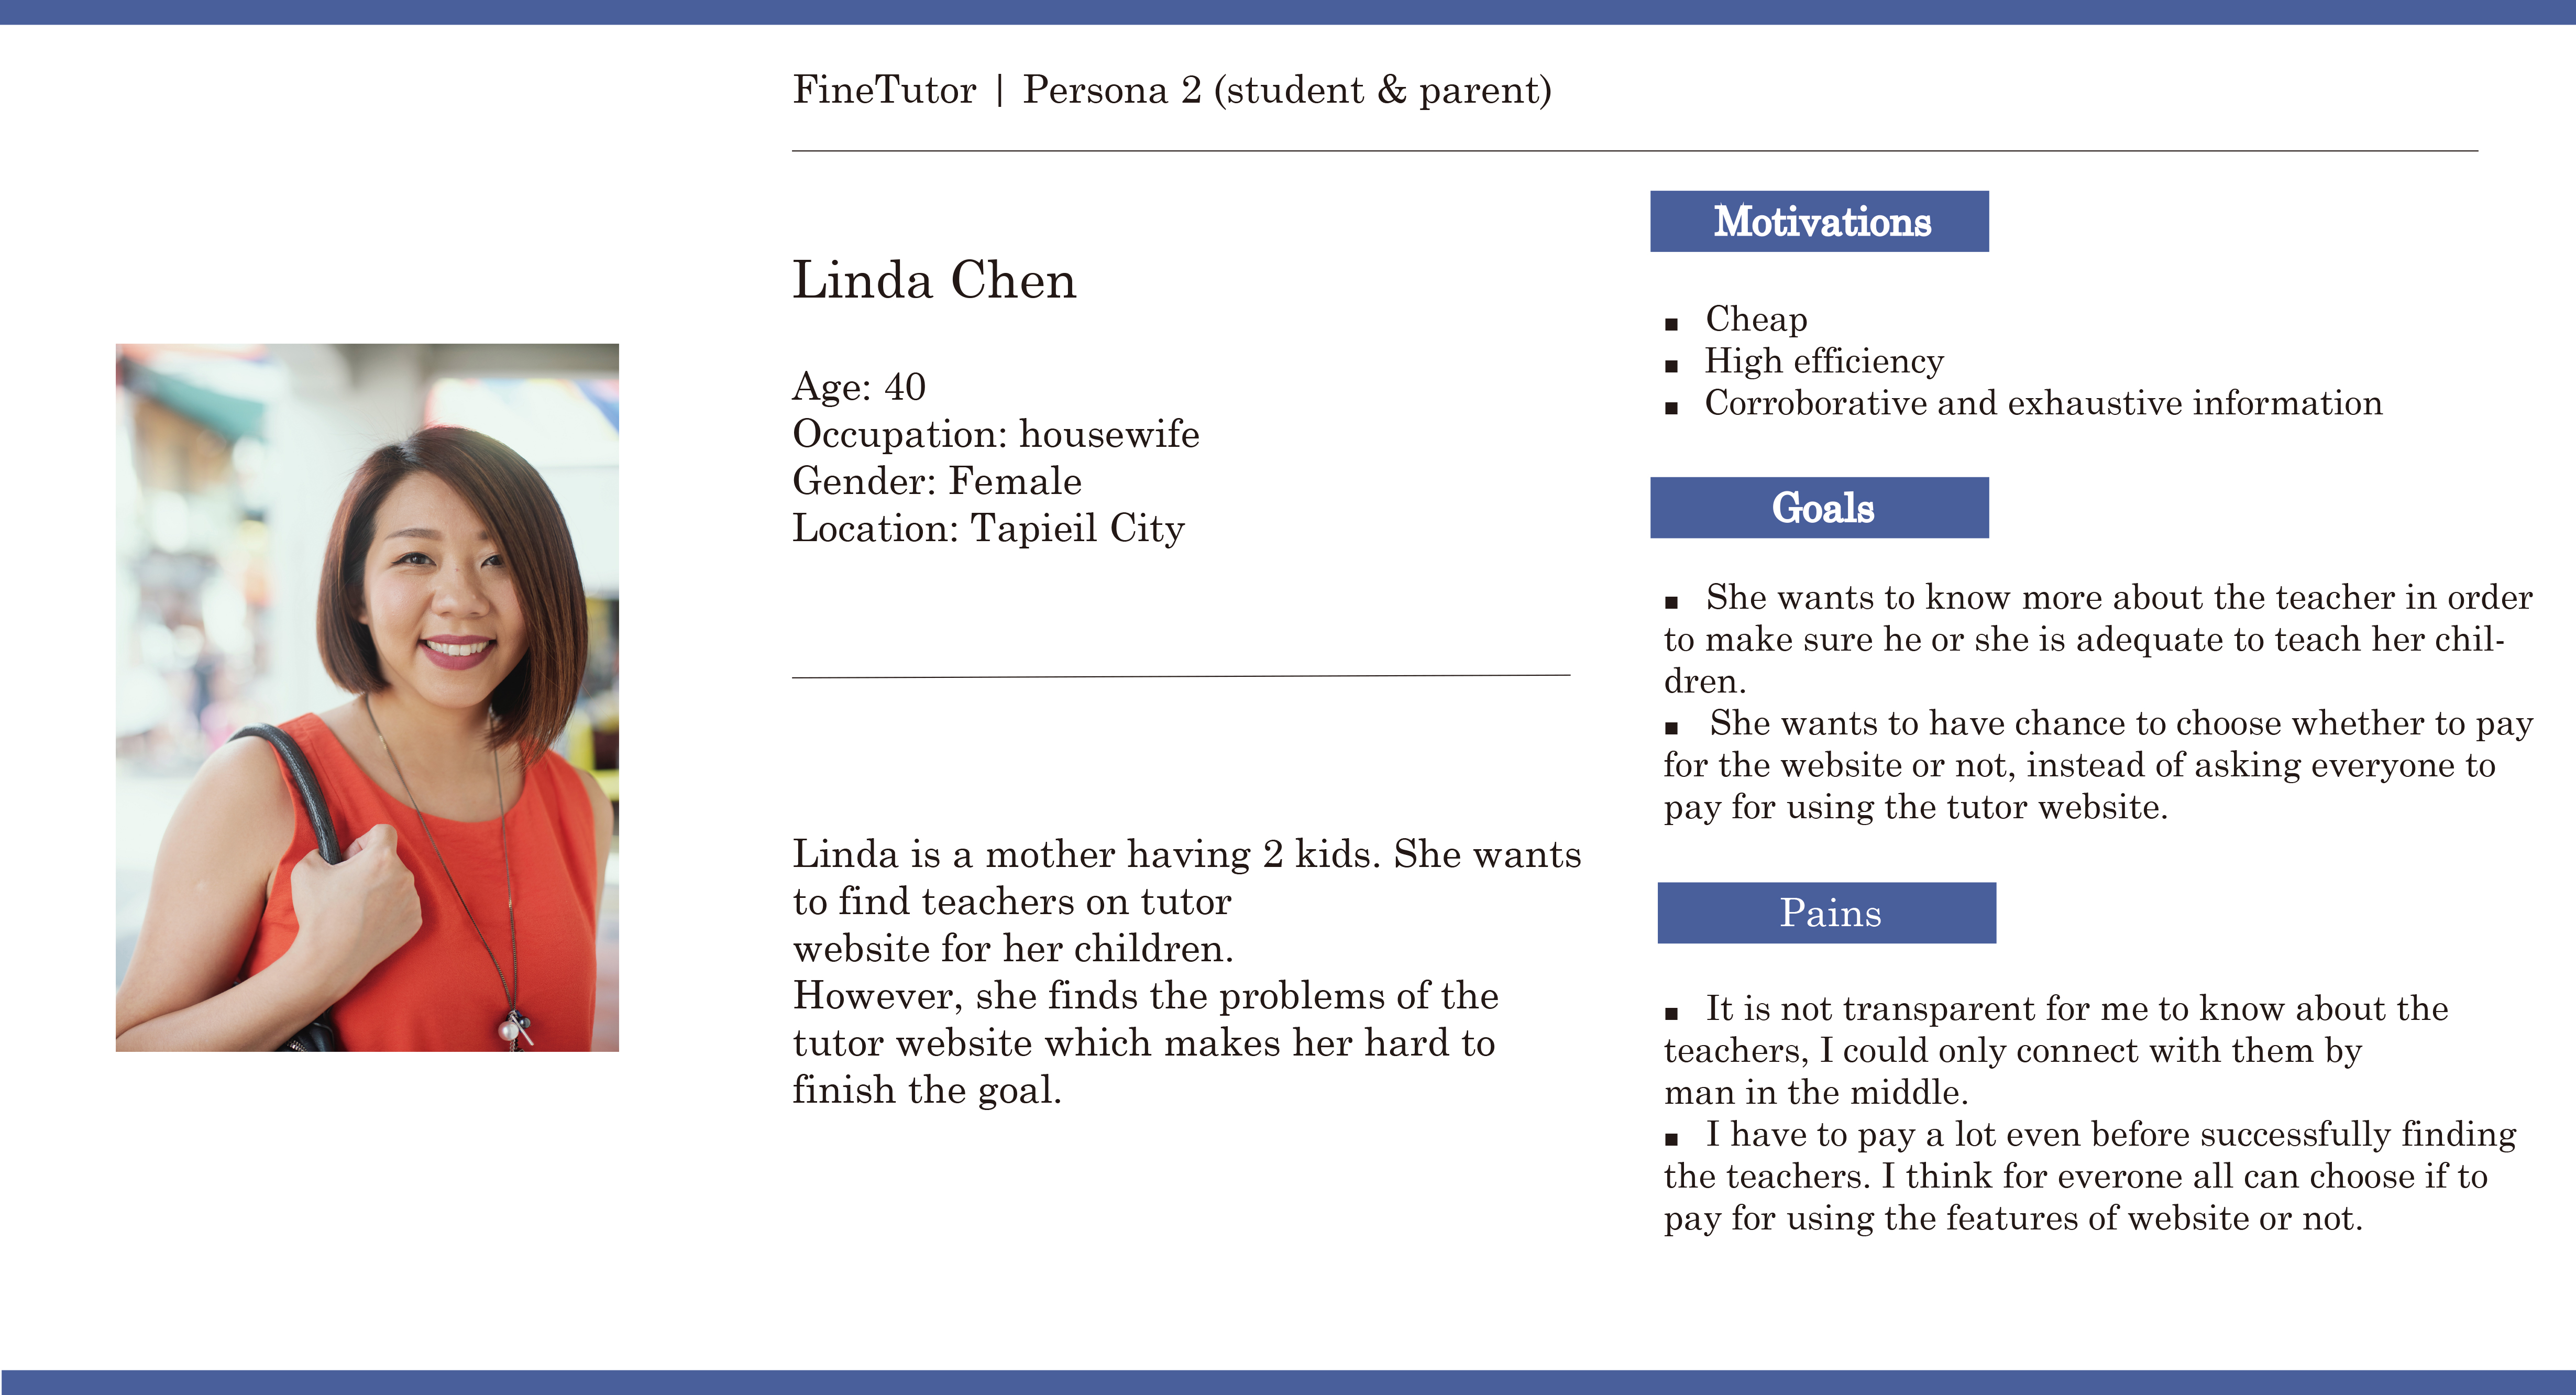 FineTutor | Persona 2 (student & parent)
Linda Chen
Age: 40
Occupation: housewife
Gender: Female
Location: Tapieil City
Linda is a mother having 2 kids. She wants
to find teachers on tutor
website for her children.
However, she finds the problems of the
tutor website which makes her hard to
finish the goal.
Motivations
▪ Cheap
▪ High efficiency
▪ Corroborative and exhaustive information
Goals
▪ She wants to know more about the teacher in order
to make sure he or she is adequate to teach her chil-
dren.
▪ She wants to have chance to choose whether to pay
for the website or not, instead of asking everyone to
pay for using the tutor website.
Pains
▪ It is not transparent for me to know about the
teachers, I could only connect with them by
man in the middle.
▪ I have to pay a lot even before successfully finding
the teachers. I think for everone all can choose if to
pay for using the features of website or not.